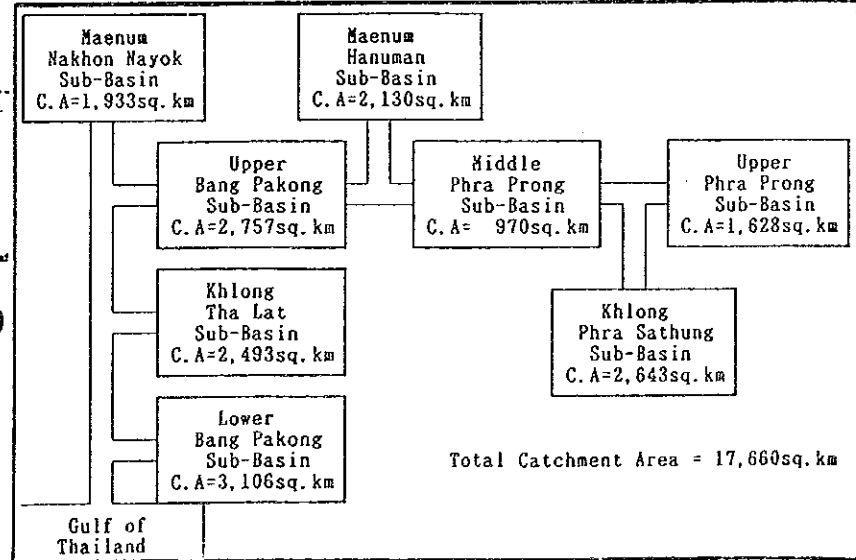 Maenum
Nakhon Nayok
Sub-Basin
C.A=1,933sq.km
Maenum
Hanuman
Sub-Basin
C.A=2,130sq.km
Upper
Bang Pakong
Sub-Basin
C.A=2,757sq.km
Middle
Phra Prong
Sub-Basin
C.A=  970sq.km
Upper
Phra Prong
Sub-Basin
C.A=1,628sq.km
Khlong
Tha Lat
Sub-Basin
C.A=2,493sq.km
Khlong
Phra Sathung
Sub-Basin
C.A=2,643sq.km
Lower
Bang Pakong
Sub-Basin
C.A=3,106sq.km
Total Catchment Area = 17,660sq.km
Gulf of
Thailand